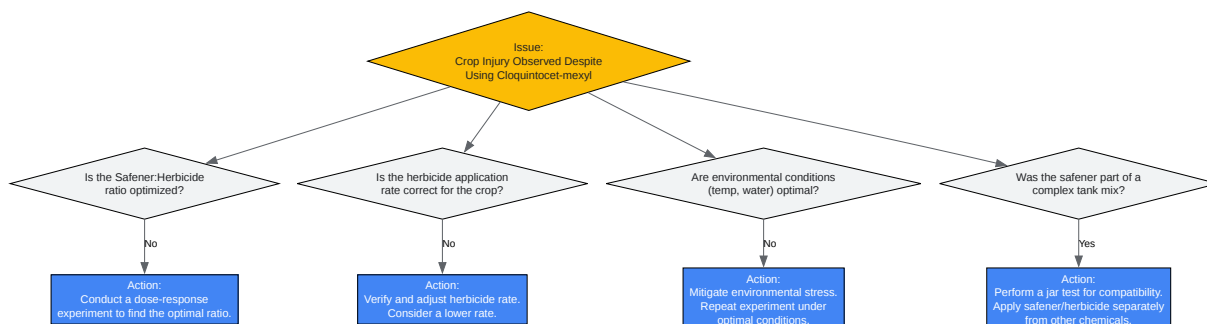 Issue:
Crop Injury Observed Despite
Using Cloquintocet-mexyl
Is the Safener:Herbicide
ratio optimized?
Is the herbicide application
rate correct for the crop?
Are environmental conditions
(temp, water) optimal?
Was the safener part of a
complex tank mix?
No
No
No
Yes
Action:
Conduct a dose-response
experiment to find the optimal ratio.
Action:
Verify and adjust herbicide rate.
Consider a lower rate.
Action:
Mitigate environmental stress.
Repeat experiment under
optimal conditions.
Action:
Perform a jar test for compatibility.
Apply safener/herbicide separately
from other chemicals.